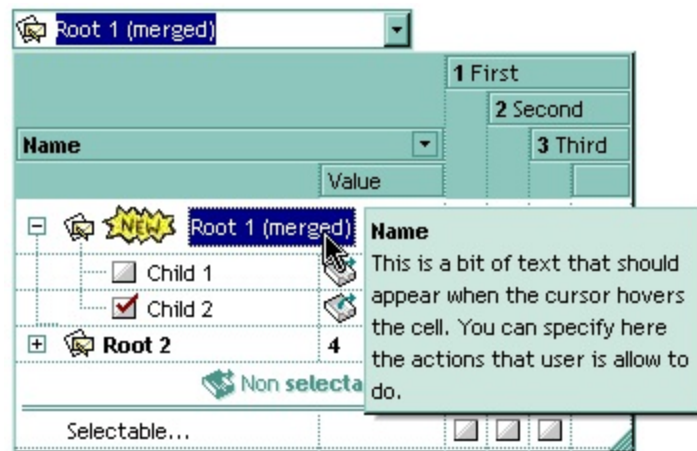 Root 1 (merged)
1 First
2 Second
Name
3 Third
Value
NEW
Root 1 (merged)
Name
This is a bit of text that should
appear when the cursor hovers
the cell. You can specify here
the actions that user is allow to
do.
Child 1
Child 2
Root 2
4
Non selecta
Selectable...